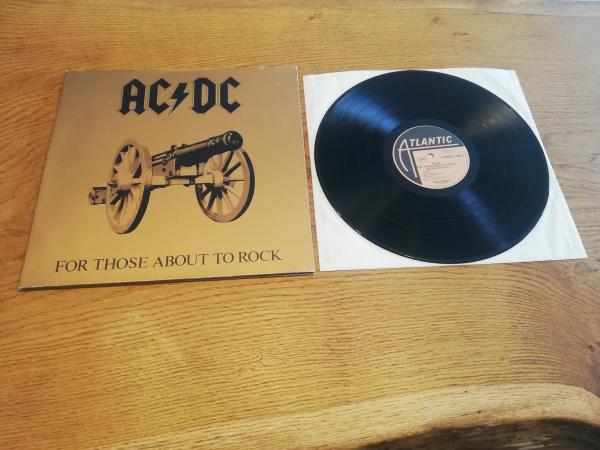 AC⚡DC
FOR THOSE ABOUT TO ROCK
ATLANTIC